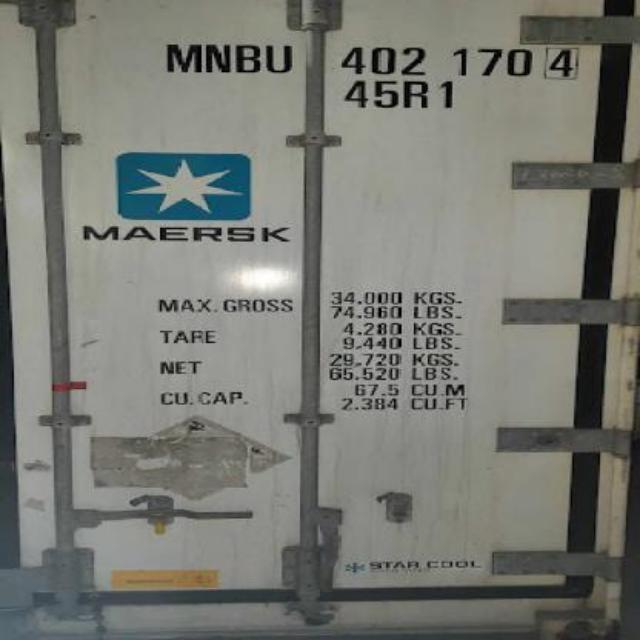 MNBU 402 170 4
45R1
MAERSK
MAX. GROSS 34.000 KGS.
74.960 LBS.
TARE 4.280 KGS.
9.440 LBS.
NET 29.720 KGS.
65.520 LBS.
CU. CAP. 67.5 CU.M
2.384 CU.FT
STAR COOL